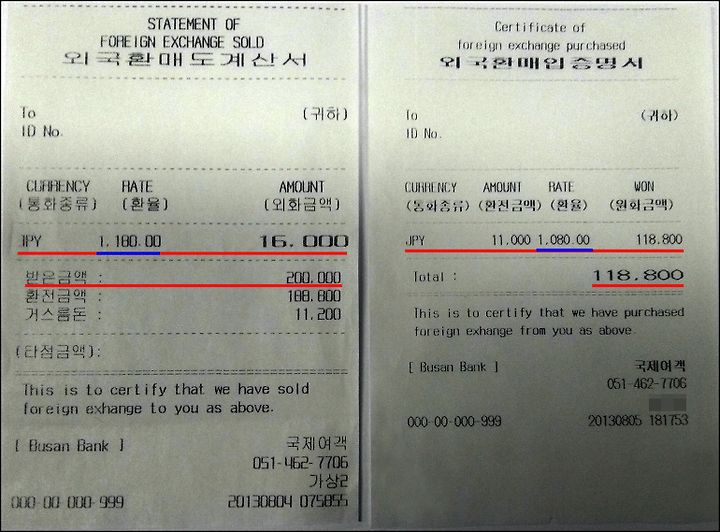 STATEMENT OF
FOREIGN EXCHANGE SOLD
외국환매도계산서
To (귀하)
ID No.
CURRENCY RATE AMOUNT
(통화종류) (환율) (외화금액)
JPY 1,180.00 16,000
받은금액 : 200,000
환전금액 : 188,800
거스름돈 : 11,200
(타점금액):
This is to certify that we have sold
foreign exhange to you as above.
[ Busan Bank ] 국제여객
051-462-7706
가상2
000-00-000-999 20130804 075855
Certificate of
foreign exchange purchased
외국환매입증명서
To (귀하)
ID No.
CURRENCY AMOUNT RATE WON
(통화종류) (환전금액) (환율) (원화금액)
JPY 11,000 1,080.00 118,800
Total : 118,800
This is to certify that we have purchased
foreign exhange from you as above.
[ Busan Bank ] 국제여객
051-462-7706
000-00-000-999 20130805 181753